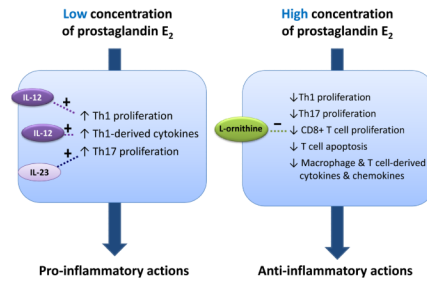 Low concentration
of prostaglandin E₂
IL-12
+
↑ Th1 proliferation
IL-12
+
↑ Th1-derived cytokines
+
↑ Th17 proliferation
IL-23
Pro-inflammatory actions
High concentration
of prostaglandin E₂
↓Th1 proliferation
↓Th17 proliferation
L-ornithine
–
↓ CD8+ T cell proliferation
↓ T cell apoptosis
↓ Macrophage & T cell-derived
cytokines & chemokines
Anti-inflammatory actions